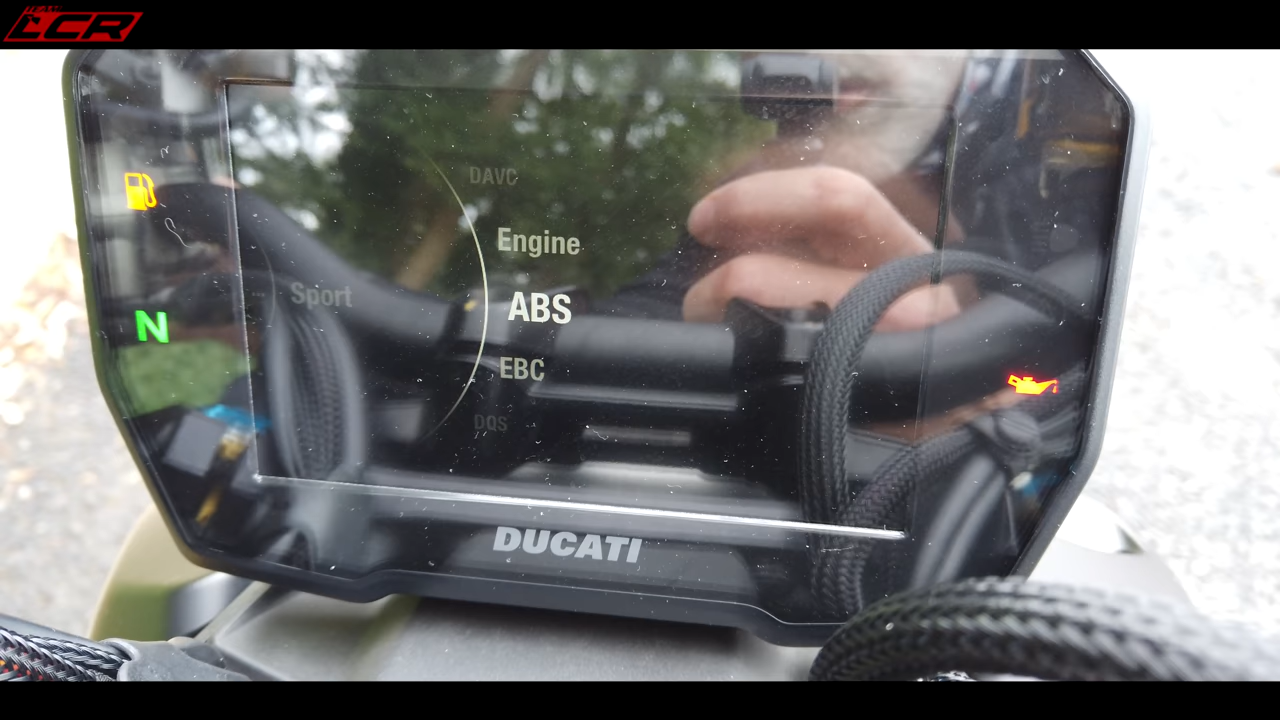 LCR
DAVC
Engine
Sport
ABS
N
EBC
DQS
DUCATI